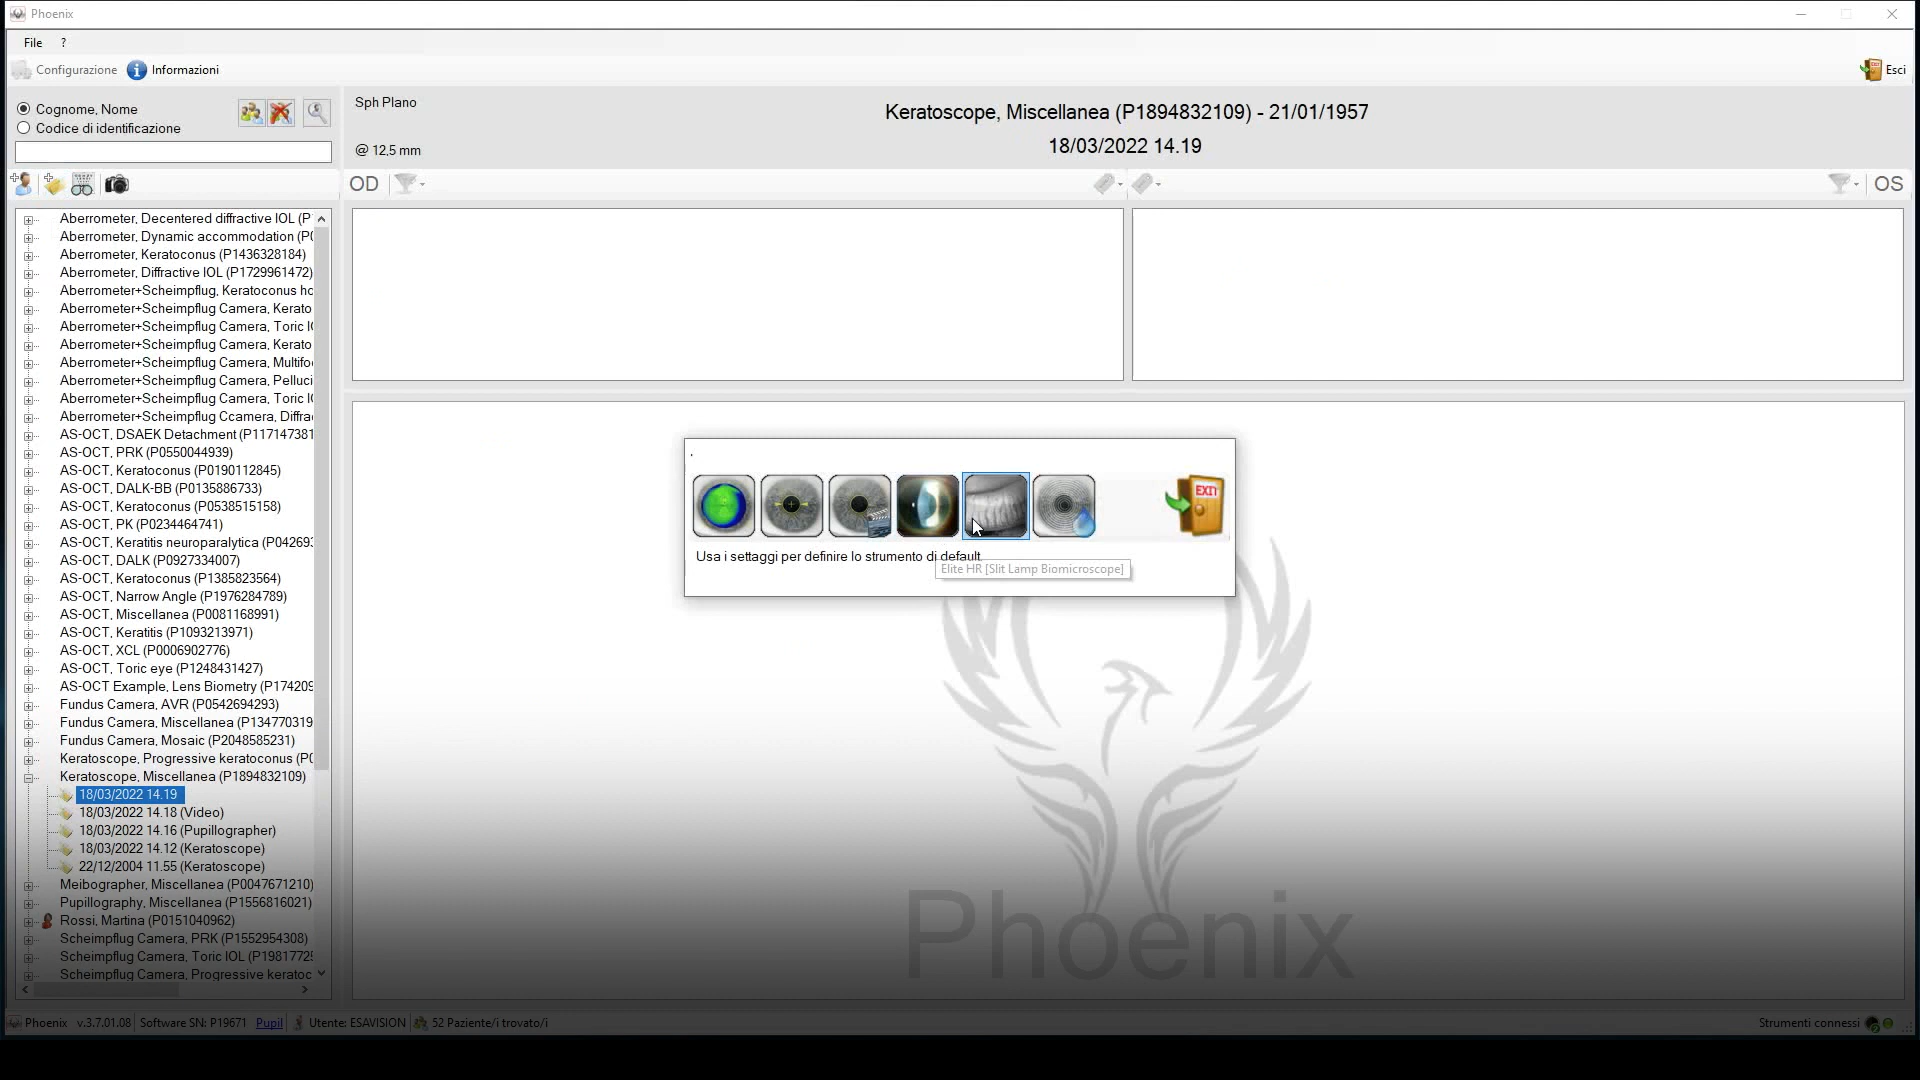 Phoenix
File ?
Configurazione Informazioni Esci
Cognome, Nome
Codice di identificazione
Sph Plano
@ 12,5 mm
Keratoscope, Miscellanea (P1894832109) - 21/01/1957
18/03/2022 14.19
OD OS
Aberrometer, Decentered diffractive IOL (P
Aberrometer, Dynamic accommodation (P0
Aberrometer, Keratoconus (P1436328184)
Aberrometer, Diffractive IOL (P1729961472)
Aberrometer+Scheimpflug, Keratoconus ho
Aberrometer+Scheimpflug Camera, Kerato
Aberrometer+Scheimpflug Camera, Toric I
Aberrometer+Scheimpflug Camera, Kerato
Aberrometer+Scheimpflug Camera, Multifo
Aberrometer+Scheimpflug Camera, Pelluci
Aberrometer+Scheimpflug Camera, Toric I
Aberrometer+Scheimpflug Ccamera, Diffra
AS-OCT, DSAEK Detachment (P117147381
AS-OCT, PRK (P0550044939)
AS-OCT, Keratoconus (P0190112845)
AS-OCT, DALK-BB (P0135886733)
AS-OCT, Keratoconus (P0538515158)
AS-OCT, PK (P0234464741)
AS-OCT, Keratitis neuroparalytica (P04269
AS-OCT, DALK (P0927334007)
AS-OCT, Keratoconus (P1385823564)
AS-OCT, Narrow Angle (P1976284789)
AS-OCT, Miscellanea (P0081168991)
AS-OCT, Keratitis (P1093213971)
AS-OCT, XCL (P0006902776)
AS-OCT, Toric eye (P1248431427)
AS-OCT Example, Lens Biometry (P174209
Fundus Camera, AVR (P0542694293)
Fundus Camera, Miscellanea (P134770319
Fundus Camera, Mosaic (P2048585231)
Keratoscope, Progressive keratoconus (P0
Keratoscope, Miscellanea (P1894832109)
18/03/2022 14.19
18/03/2022 14.18 (Video)
18/03/2022 14.16 (Pupillographer)
18/03/2022 14.12 (Keratoscope)
22/12/2004 11.55 (Keratoscope)
Meibographer, Miscellanea (P0047671210)
Pupillography, Miscellanea (P1556816021)
Rossi, Martina (P0151040962)
Scheimpflug Camera, PRK (P1552954308)
Scheimpflug Camera, Toric IOL (P1981772
Scheimpflug Camera, Progressive keratoc
.
EXIT
Usa i settaggi per definire lo strumento di default
Elite HR [Slit Lamp Biomicroscope]
Phoenix
Phoenix v.3.7.01.08 Software SN: P19671 Pupil Utente: ESAVISION 52 Paziente/i trovato/i Strumenti connessi